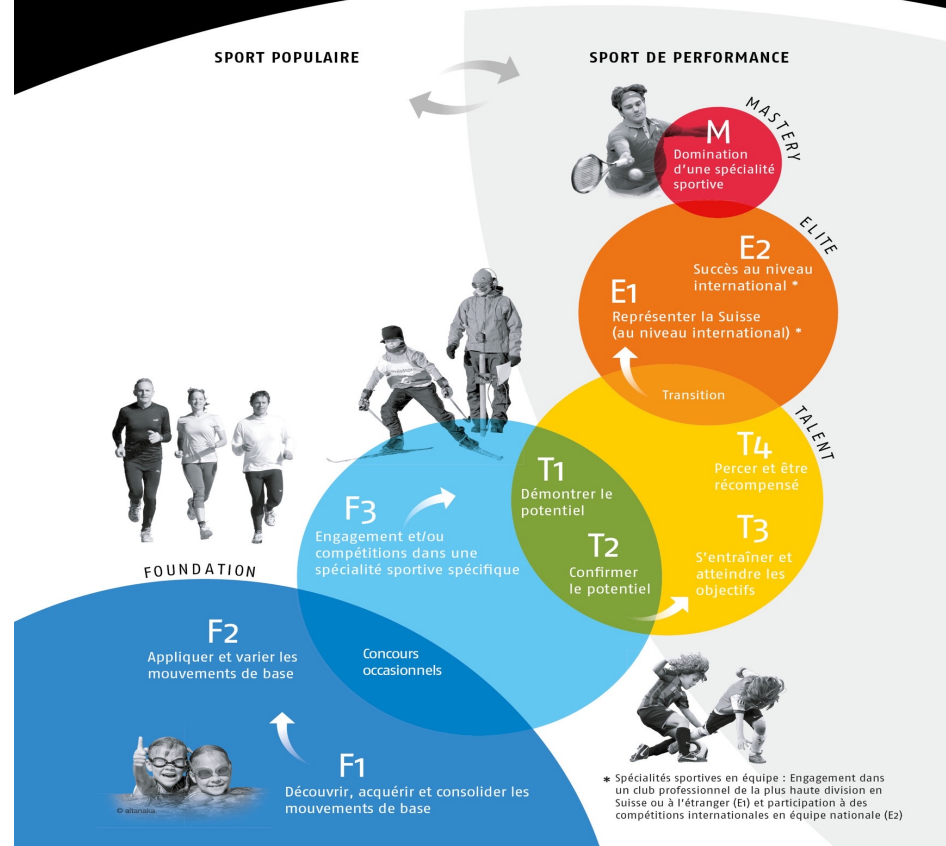 SPORT POPULAIRE
SPORT DE PERFORMANCE
MASTERY
M
Domination
d'une spécialité
sportive
ELITE
E2
Succès au niveau
international *
E1
Représenter la Suisse
(au niveau international) *
Transition
TALENT
T4
Percer et être
récompensé
T1
Démontrer le
potentiel
T3
S'entraîner et
atteindre les
objectifs
T2
Confirmer
le potentiel
F3
Engagement et/ou
compétitions dans une
spécialité sportive spécifique
FOUNDATION
F2
Appliquer et varier les
mouvements de base
Concours
occasionnels
F1
Découvrir, acquérir et consolider les
mouvements de base
© altanaka
* Spécialités sportives en équipe : Engagement dans
un club professionnel de la plus haute division en
Suisse ou à l'étranger (E1) et participation à des
compétitions internationales en équipe nationale (E2)